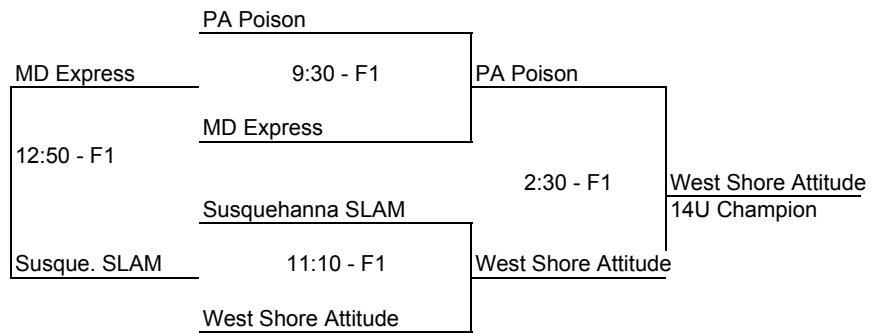 PA Poison
MD Express
9:30 - F1
PA Poison
MD Express
12:50 - F1
2:30 - F1
West Shore Attitude
Susquehanna SLAM
14U Champion
Susque. SLAM
11:10 - F1
West Shore Attitude
West Shore Attitude